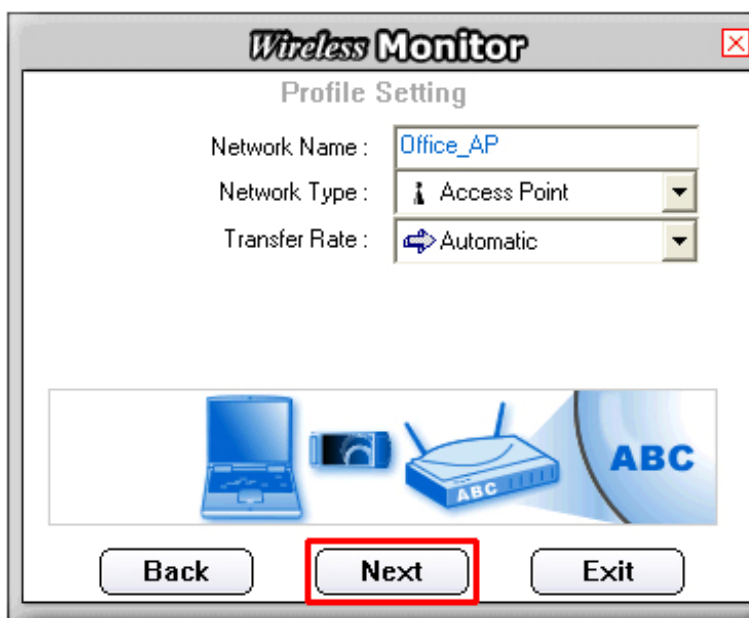 Wireless Monitor
Profile Setting
Network Name : Office_AP
Network Type : Access Point
Transfer Rate : Automatic
ABC
ABC
Back Next Exit